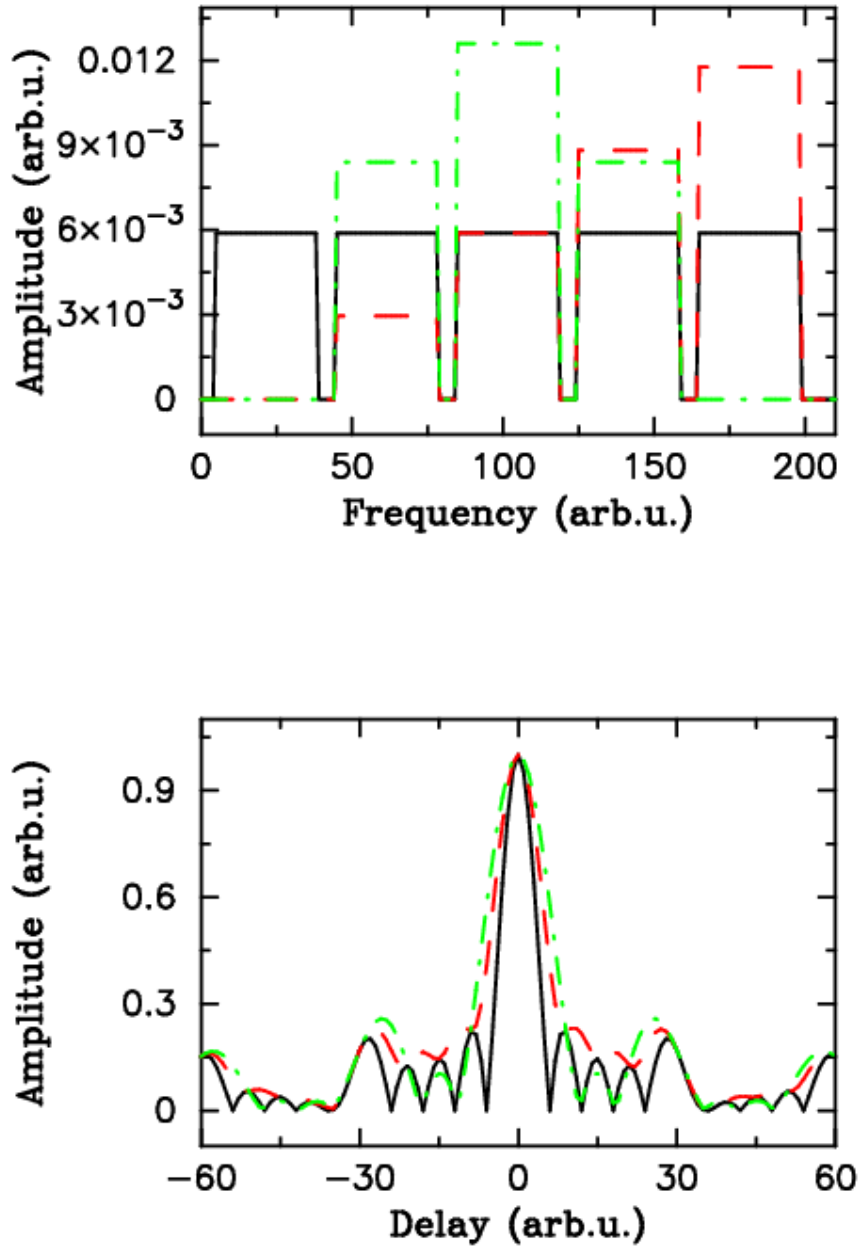 0.012
9×10⁻³
6×10⁻³
3×10⁻³
0
Amplitude (arb.u.)
0 50 100 150 200
Frequency (arb.u.)
0.9
0.6
0.3
0
Amplitude (arb.u.)
−60 −30 0 30 60
Delay (arb.u.)